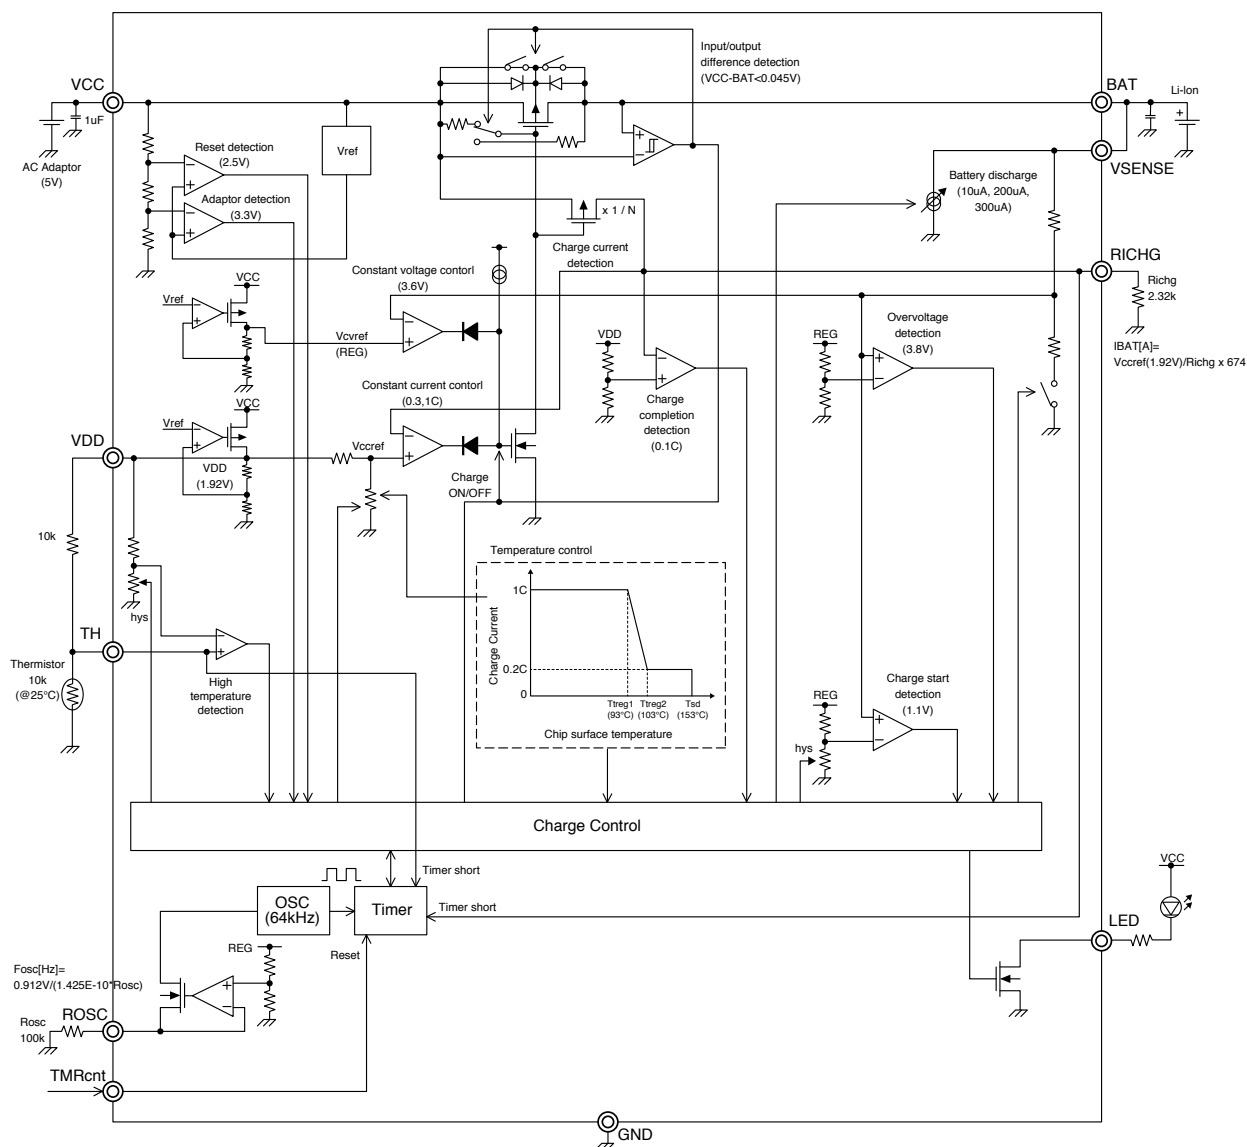 Input/output
difference detection
(VCC-BAT<0.045V)
VCC
1uF
AC Adaptor
(5V)
Reset detection
(2.5V)
Adaptor detection
(3.3V)
Vref
BAT
Li-Ion
+
VSENSE
Battery discharge
(10uA, 200uA,
300uA)
x 1 / N
Charge current
detection
RICHG
Richg
2.32k
IBAT[A]=
Vccref(1.92V)/Richg x 674
VCC
Vref
Constant voltage contorl
(3.6V)
Vcvref
(REG)
VDD
REG
Overvoltage
detection
(3.8V)
Constant current contorl
(0.3,1C)
Charge
completion
detection
(0.1C)
VCC
Vref
VDD
VDD
(1.92V)
Vccref
Charge
ON/OFF
10k
hys
TH
Thermistor
10k
(@25°C)
High
temperature
detection
Temperature control
Charge Current
1C
0.2C
0
Ttreg1
(93°C)
Ttreg2
(103°C)
Tsd
(153°C)
Chip surface temperature
REG
Charge start
detection
(1.1V)
hys
Charge Control
Timer short
OSC
(64kHz)
Timer
Timer short
Reset
REG
VCC
LED
Fosc[Hz]=
0.912V/(1.425E-10*Rosc)
ROSC
Rosc
100k
TMRcnt
GND